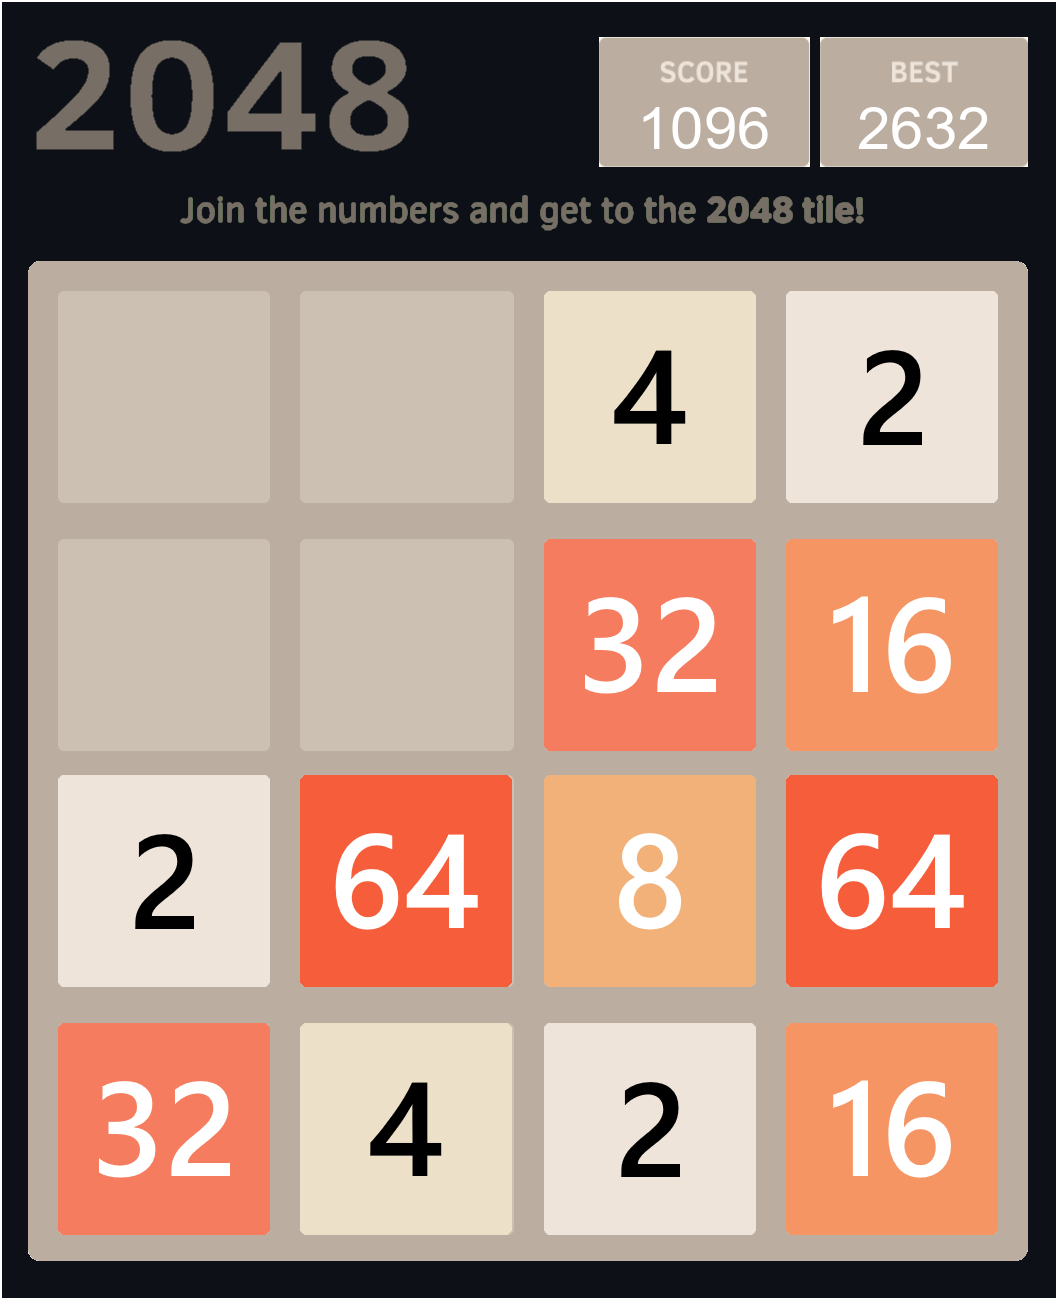 2048
SCORE BEST
1096 2632
Join the numbers and get to the 2048 tile!
4 2
32 16
2 64 8 64
32 4 2 16